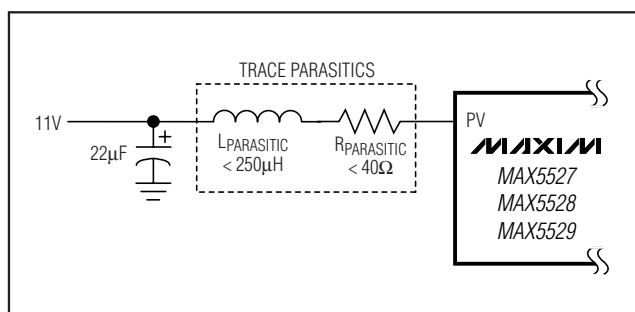 TRACE PARASITICS
11V
+
22µF
LPARASITIC
< 250µH
RPARASITIC
< 40Ω
PV
MAXIM
MAX5527
MAX5528
MAX5529